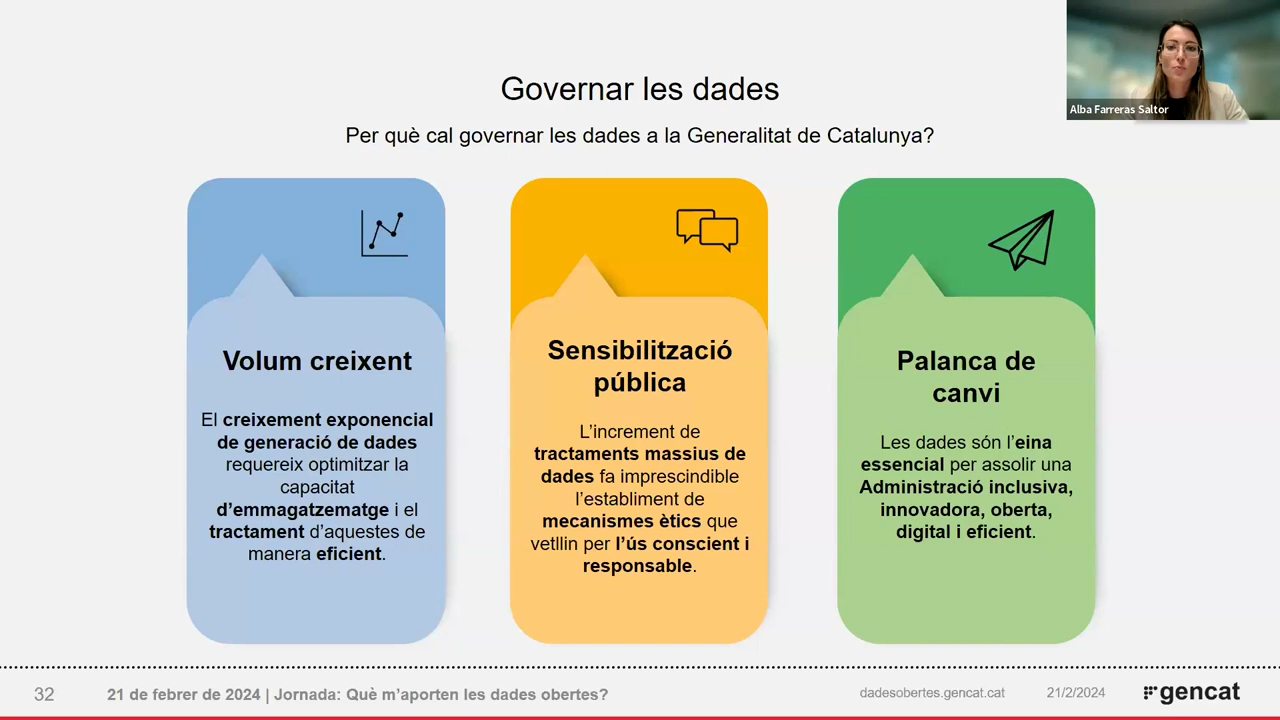 Governar les dades
Per què cal governar les dades a la Generalitat de Catalunya?
Alba Farreras Saltor
Volum creixent
El creixement exponencial
de generació de dades
requereix optimitzar la
capacitat
d’emmagatzematge i el
tractament d’aquestes de
manera eficient.
Sensibilització
pública
L’increment de
tractaments massius de
dades fa imprescindible
l’establiment de
mecanismes ètics que
vetllin per l’ús conscient i
responsable.
Palanca de
canvi
Les dades són l’eina
essencial per assolir una
Administració inclusiva,
innovadora, oberta,
digital i eficient.
32
21 de febrer de 2024 | Jornada: Què m’aporten les dades obertes?
dadesobertes.gencat.cat
21/2/2024
gencat